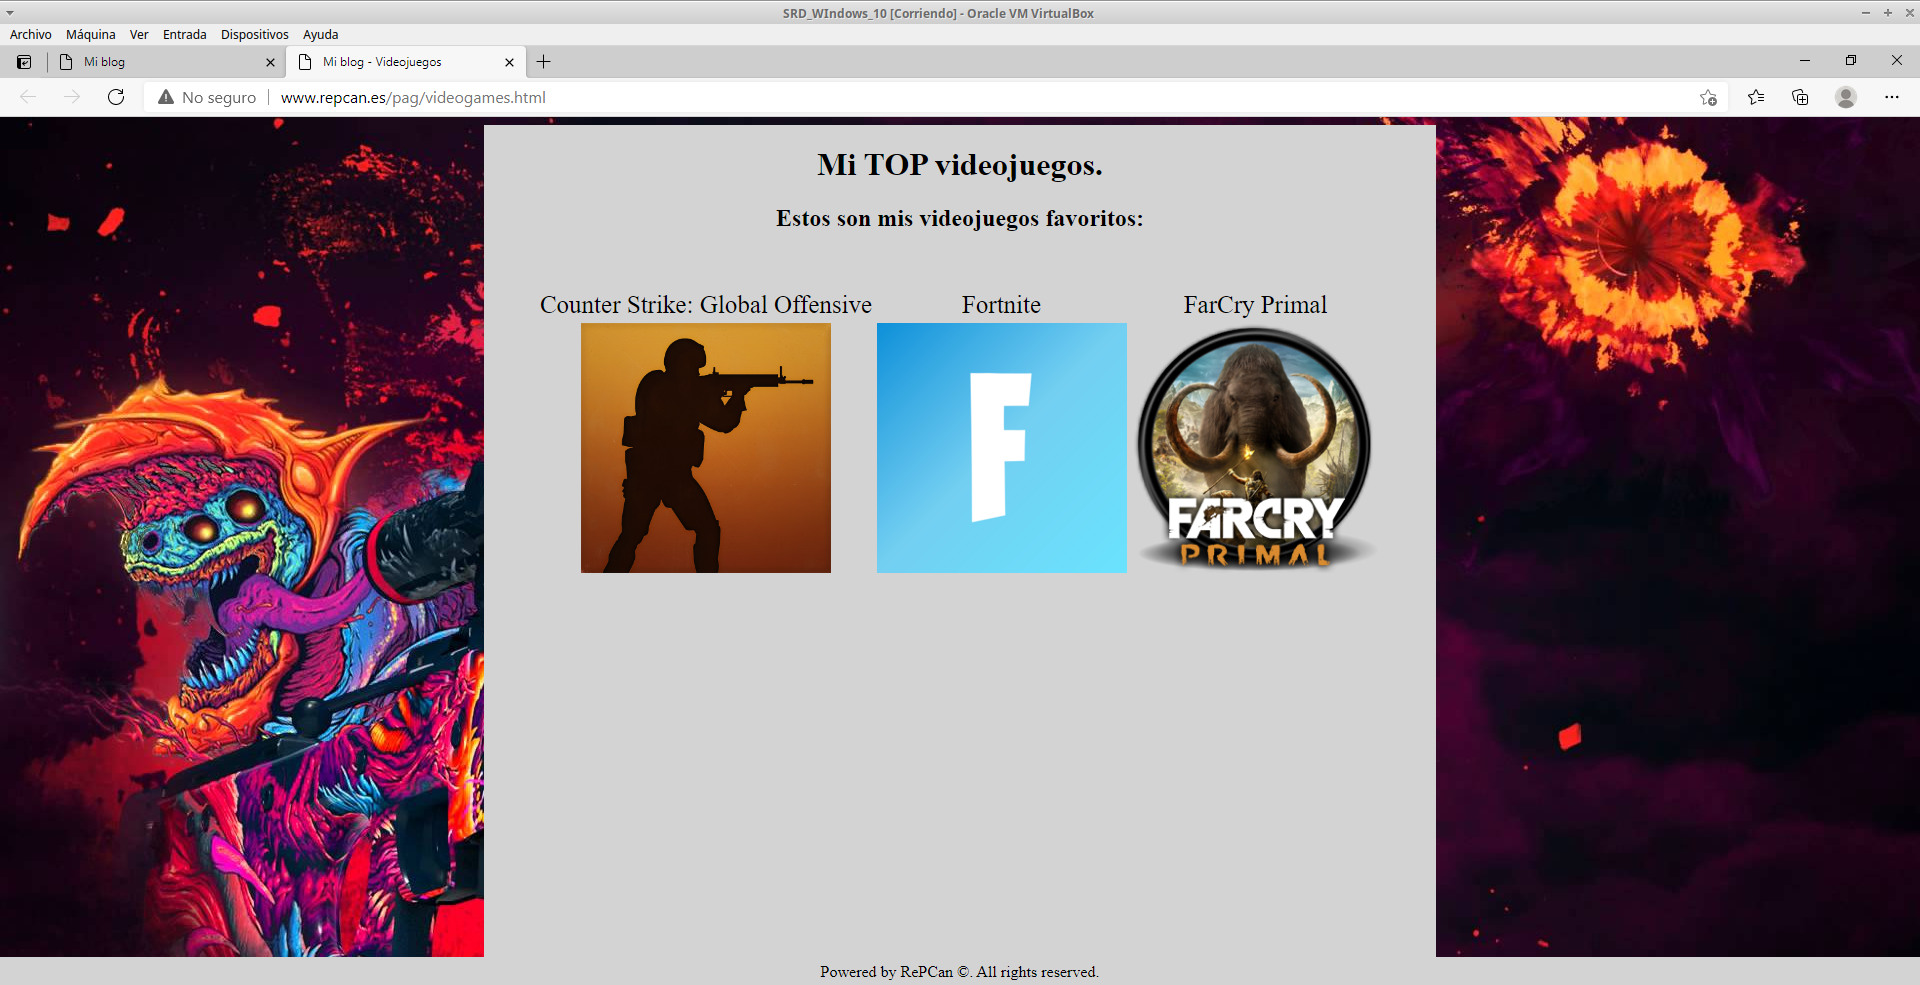 SRD_WIndows_10 [Corriendo] - Oracle VM VirtualBox
Archivo Máquina Ver Entrada Dispositivos Ayuda
Mi blog
Mi blog - Videojuegos
No seguro www.repcan.es/pag/videogames.html
Mi TOP videojuegos.
Estos son mis videojuegos favoritos:
Counter Strike: Global Offensive Fortnite FarCry Primal
F
FARCRY
PRIMAL
Powered by RePCan ©. All rights reserved.